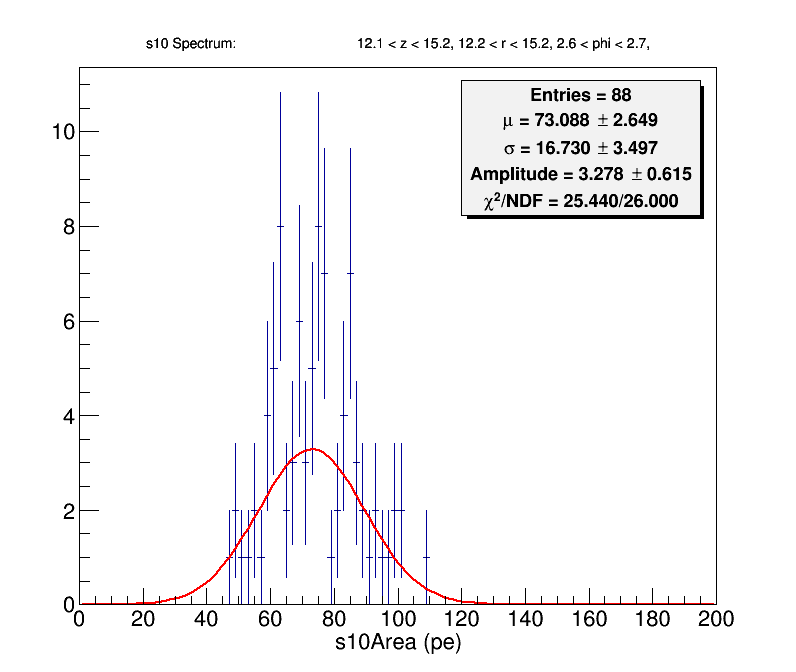 s10 Spectrum: 12.1 < z < 15.2, 12.2 < r < 15.2, 2.6 < phi < 2.7,
Entries = 88
μ = 73.088 ± 2.649
σ = 16.730 ± 3.497
Amplitude = 3.278 ± 0.615
χ²/NDF = 25.440/26.000
10
8
6
4
2
0
0 20 40 60 80 100 120 140 160 180 200
s10Area (pe)